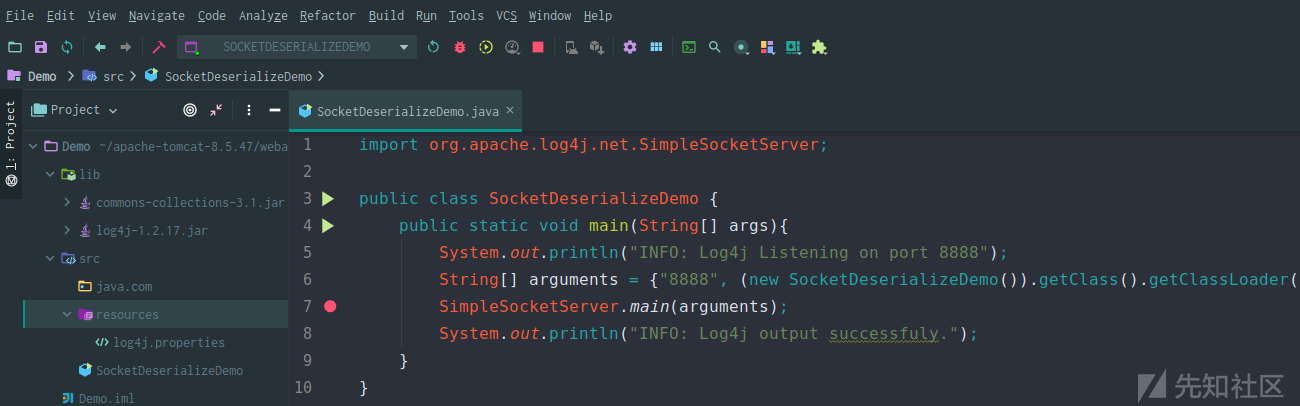 File Edit View Navigate Code Analyze Refactor Build Run Tools VCS Window Help
SOCKETDESERIALIZEDEMO
Demo src SocketDeserializeDemo
1: Project
Project
SocketDeserializeDemo.java
Demo ~/apache-tomcat-8.5.47/weba
lib
commons-collections-3.1.jar
log4j-1.2.17.jar
src
java.com
resources
log4j.properties
SocketDeserializeDemo
Demo.iml
1 import org.apache.log4j.net.SimpleSocketServer;
2
3 public class SocketDeserializeDemo {
4 public static void main(String[] args){
5 System.out.println("INFO: Log4j Listening on port 8888");
6 String[] arguments = {"8888", (new SocketDeserializeDemo()).getClass().getClassLoader(
7 SimpleSocketServer.main(arguments);
8 System.out.println("INFO: Log4j output successfuly.");
9 }
10 }
先知社区